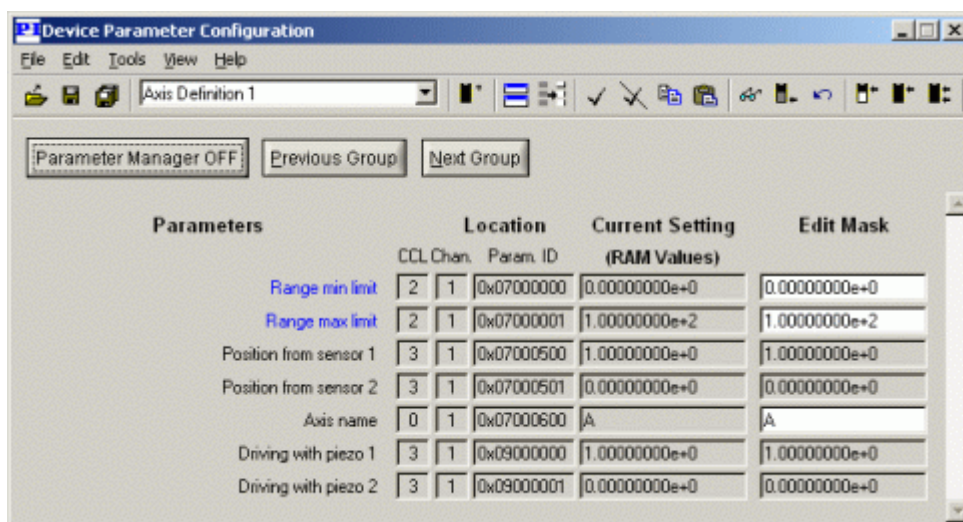 PI Device Parameter Configuration
File Edit Tools View Help
Axis Definition 1
Parameter Manager OFF Previous Group Next Group
Parameters Location Current Setting Edit Mask
CCL Chan. Param. ID (RAM Values)
Range min limit 2 1 0x07000000 0.00000000e+0 0.00000000e+0
Range max limit 2 1 0x07000001 1.00000000e+2 1.00000000e+2
Position from sensor 1 3 1 0x07000500 1.00000000e+0 1.00000000e+0
Position from sensor 2 3 1 0x07000501 0.00000000e+0 0.00000000e+0
Axis name 0 1 0x07000600 A A
Driving with piezo 1 3 1 0x09000000 1.00000000e+0 1.00000000e+0
Driving with piezo 2 3 1 0x09000001 0.00000000e+0 0.00000000e+0